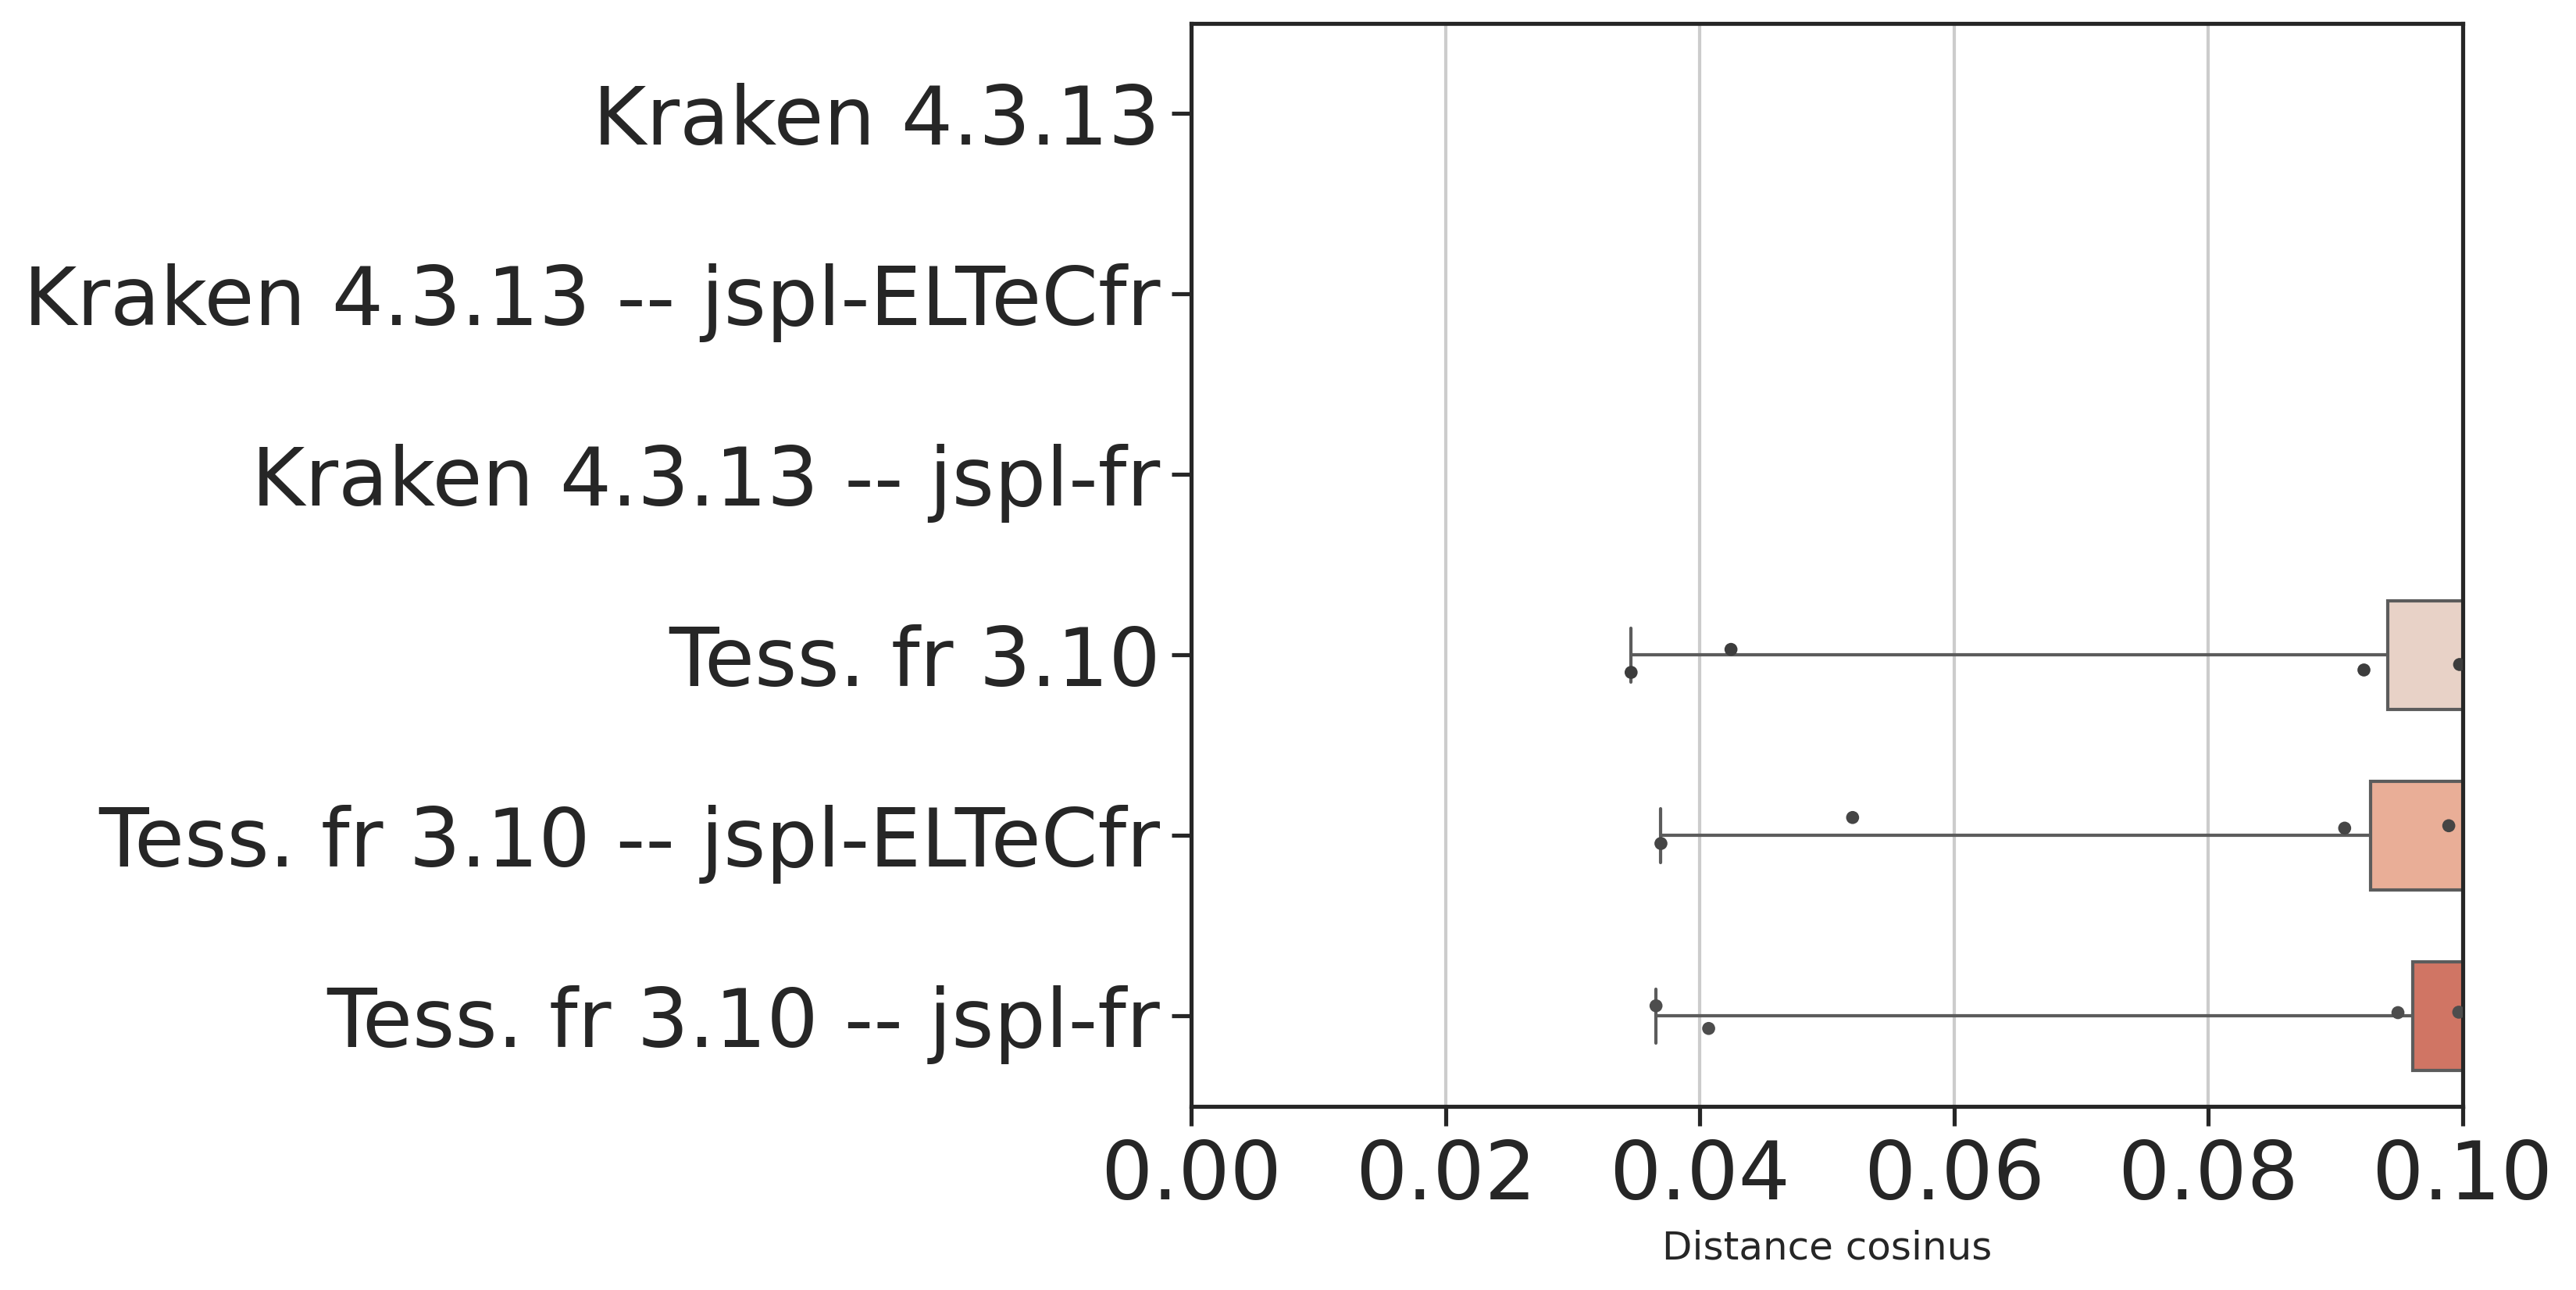 Kraken 4.3.13
Kraken 4.3.13 -- jspl-ELTeCfr
Kraken 4.3.13 -- jspl-fr
Tess. fr 3.10
Tess. fr 3.10 -- jspl-ELTeCfr
Tess. fr 3.10 -- jspl-fr
0.00 0.02 0.04 0.06 0.08 0.10
Distance cosinus